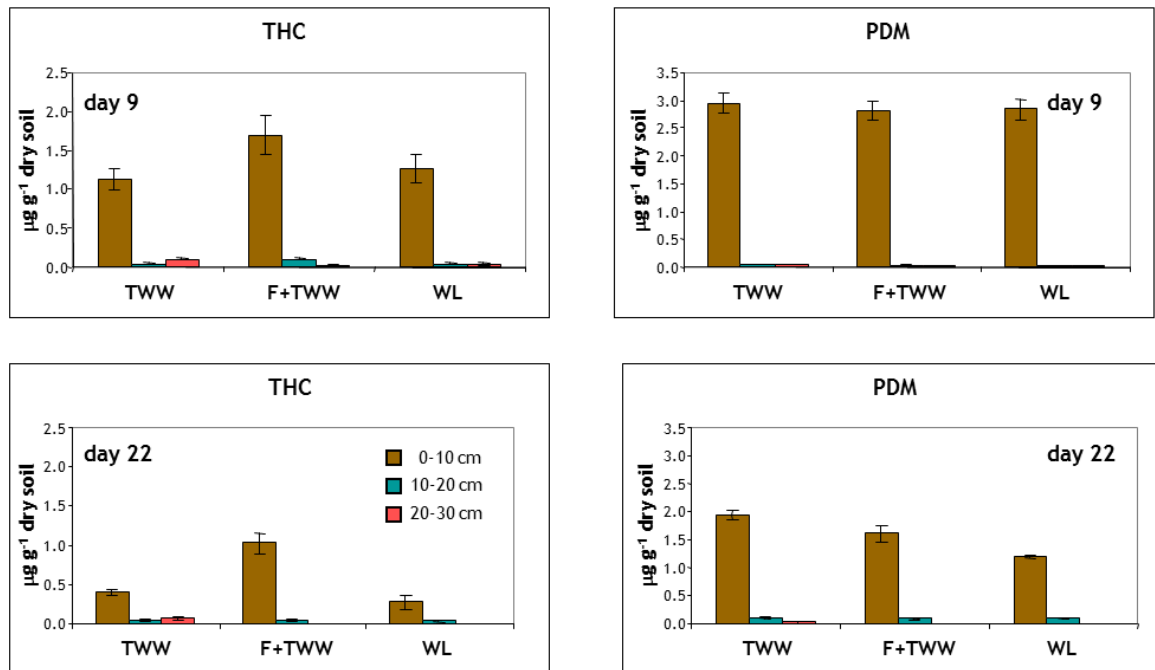 THC
2.5
2.0
1.5
1.0
0.5
0.0
µg g⁻¹ dry soil
day 9
TWW F+TWW WL
PDM
3.5
3.0
2.5
2.0
1.5
1.0
0.5
0.0
µg g⁻¹ dry soil
day 9
TWW F+TWW WL
THC
2.5
2.0
1.5
1.0
0.5
0.0
µg g⁻¹ dry soil
day 22
0-10 cm
10-20 cm
20-30 cm
TWW F+TWW WL
PDM
3.5
3.0
2.5
2.0
1.5
1.0
0.5
0.0
µg g⁻¹ dry soil
day 22
TWW F+TWW WL